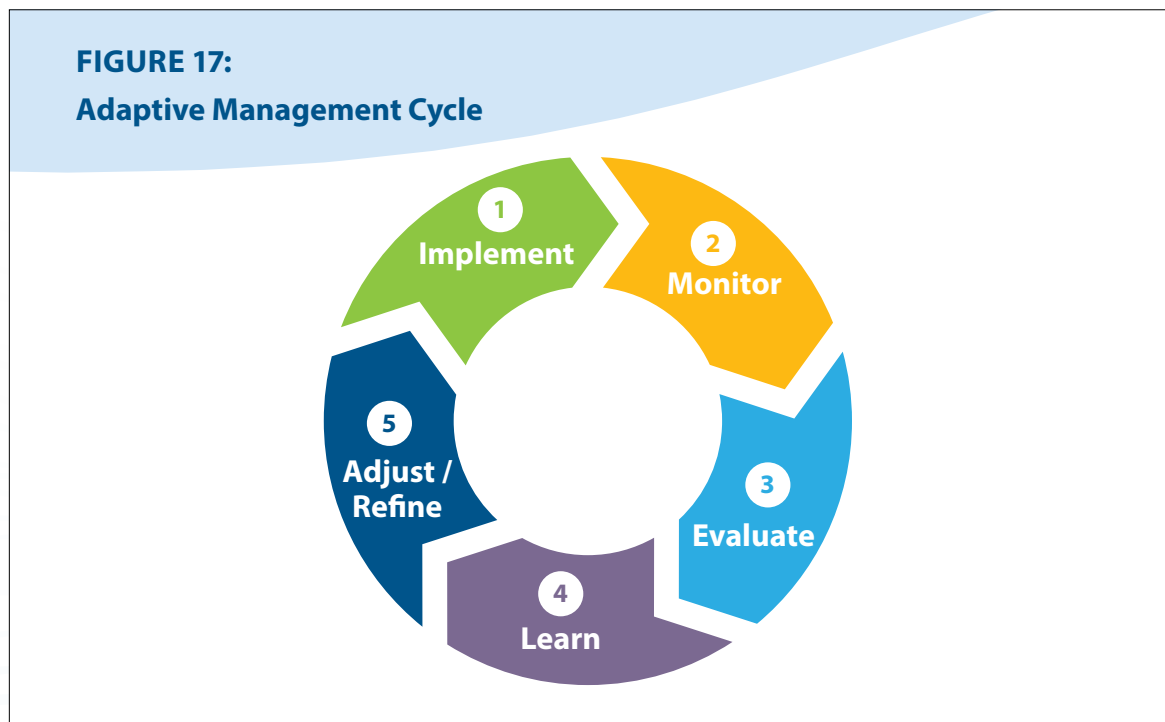 FIGURE 17:
Adaptive Management Cycle
1
Implement
2
Monitor
3
Evaluate
4
Learn
5
Adjust /
Refine